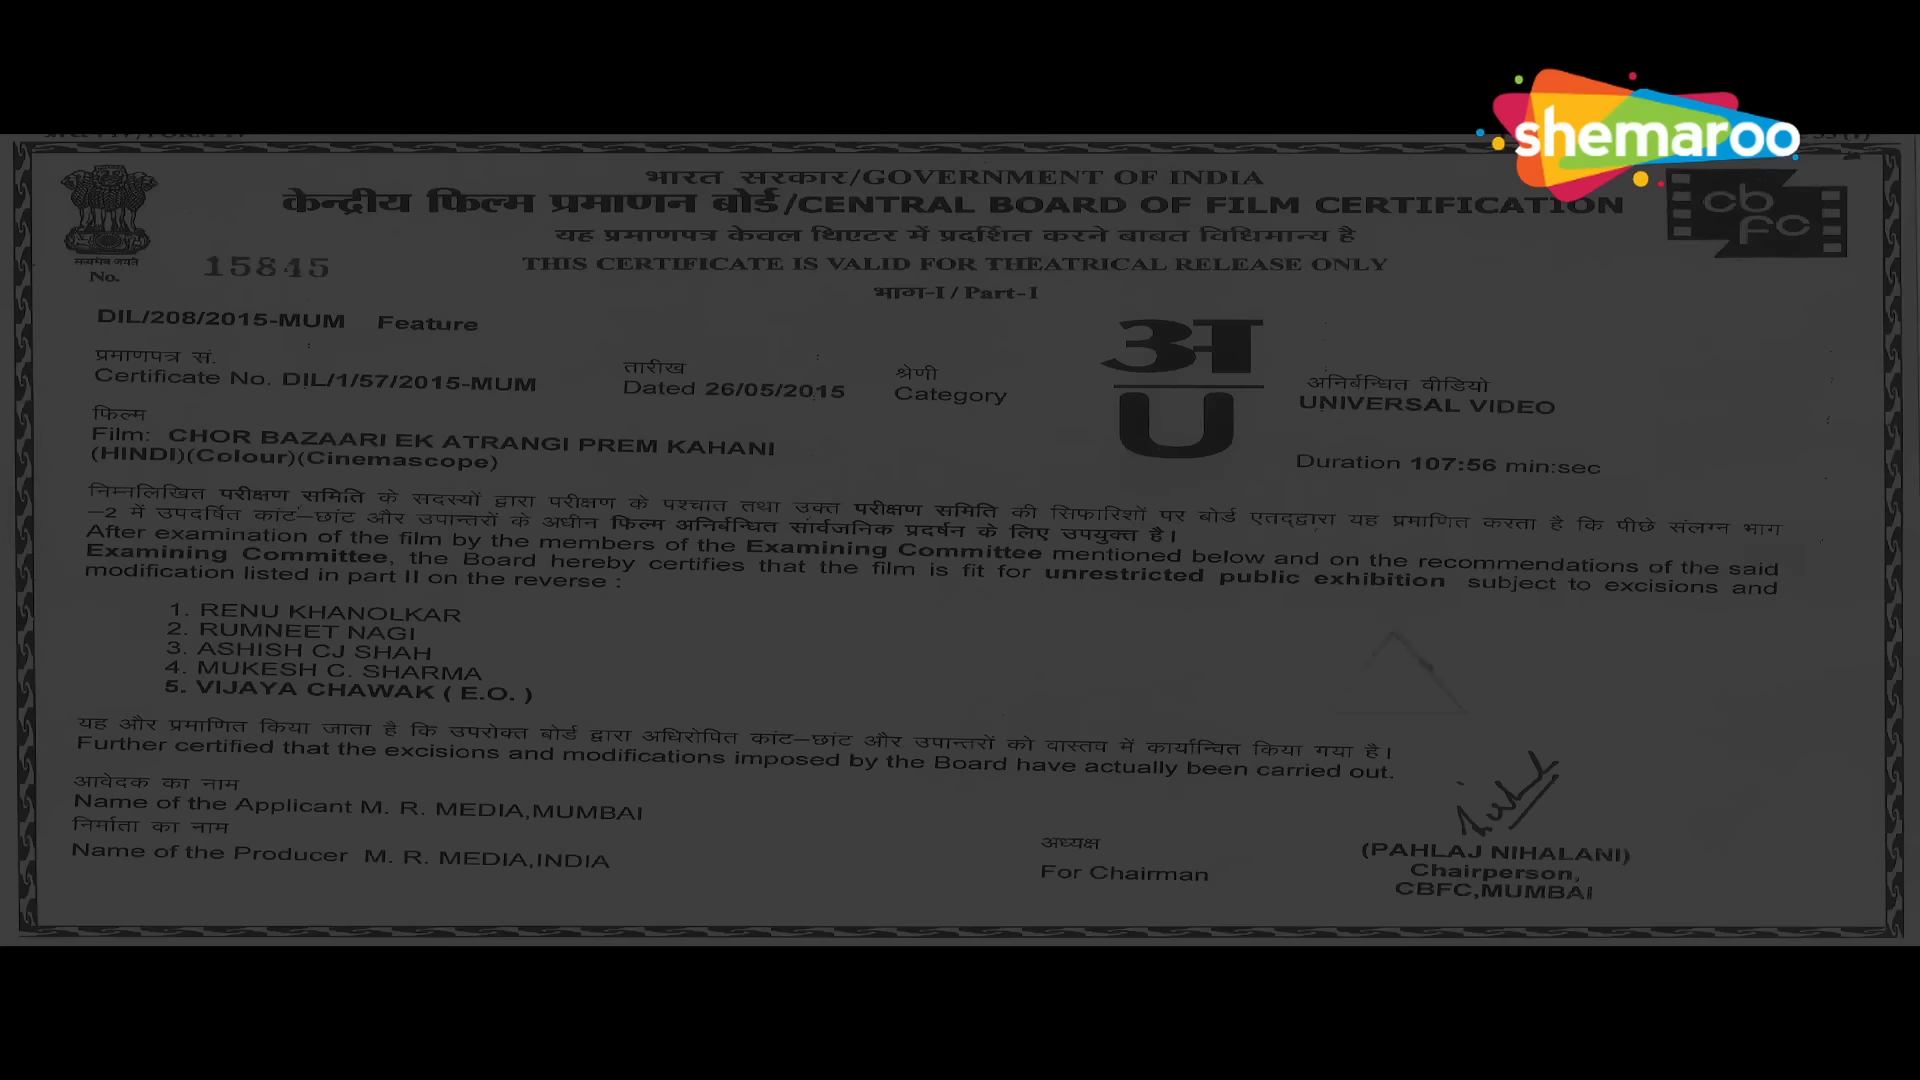 shemaroo
भारत सरकार/GOVERNMENT OF INDIA
केन्द्रीय फिल्म प्रमाणन बोर्ड/CENTRAL BOARD OF FILM CERTIFICATION
cbfc
यह प्रमाणपत्र केवल थिएटर में प्रदर्शित करने बाबत विधिमान्य है
सत्यमेव जयते
No. 15845
THIS CERTIFICATE IS VALID FOR THEATRICAL RELEASE ONLY
भाग-I / Part-I
DIL/208/2015-MUM Feature
अ
U
प्रमाणपत्र सं.
Certificate No. DIL/1/57/2015-MUM
तारीख
Dated 26/05/2015
श्रेणी
Category
अनिर्बन्धित वीडियो
UNIVERSAL VIDEO
फिल्म
Film: CHOR BAZAARI EK ATRANGI PREM KAHANI
(HINDI)(Colour)(Cinemascope)
Duration 107:56 min:sec
निम्नलिखित परीक्षण समिति के सदस्यों द्वारा परीक्षण के पश्चात तथा उक्त परीक्षण समिति की सिफारिशों पर बोर्ड एतद्द्वारा यह प्रमाणित करता है कि पीछे संलग्न भाग
–2 में उपदर्षित कांट–छांट और उपान्तरों के अधीन फिल्म अनिर्बन्धित सार्वजनिक प्रदर्षन के लिए उपयुक्त है।
After examination of the film by the members of the Examining Committee mentioned below and on the recommendations of the said
Examining Committee, the Board hereby certifies that the film is fit for unrestricted public exhibition subject to excisions and
modification listed in part II on the reverse :
1. RENU KHANOLKAR
2. RUMNEET NAGI
3. ASHISH CJ SHAH
4. MUKESH C. SHARMA
5. VIJAYA CHAWAK ( E.O. )
यह और प्रमाणित किया जाता है कि उपरोक्त बोर्ड द्वारा अधिरोपित कांट–छांट और उपान्तरों को वास्तव में कार्यान्वित किया गया है।
Further certified that the excisions and modifications imposed by the Board have actually been carried out.
आवेदक का नाम
Name of the Applicant M. R. MEDIA,MUMBAI
निर्माता का नाम
Name of the Producer M. R. MEDIA,INDIA
अध्यक्ष
For Chairman
(PAHLAJ NIHALANI)
Chairperson,
CBFC,MUMBAI